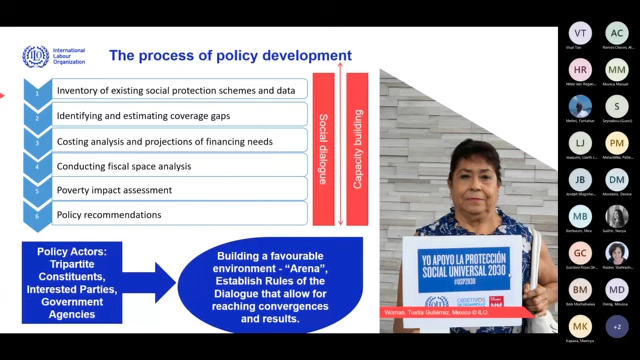 International
Labour
Organization
The process of policy development
1 Inventory of existing social protection schemes and data
2 Identifying and estimating coverage gaps
3 Costing analysis and projections of financing needs
4 Conducting fiscal space analysis
5 Poverty impact assessment
6 Policy recommendations
Social dialogue
Capacity building
Policy Actors:
Tripartite
Constituents,
Interested Parties,
Government
Agencies
Building a favourable
environment - “Arena”,
Establish Rules of the
Dialogue that allow for
reaching convergences
and results.
YO APOYO LA PROTECCIÓN
SOCIAL UNIVERSAL 2030
OBJETIVOS
Woman, Mexico © ILO.
VT
AC
HR
MM
S
LJ
PM
JB
DM
MB
GC
BM
MD
MK
+2